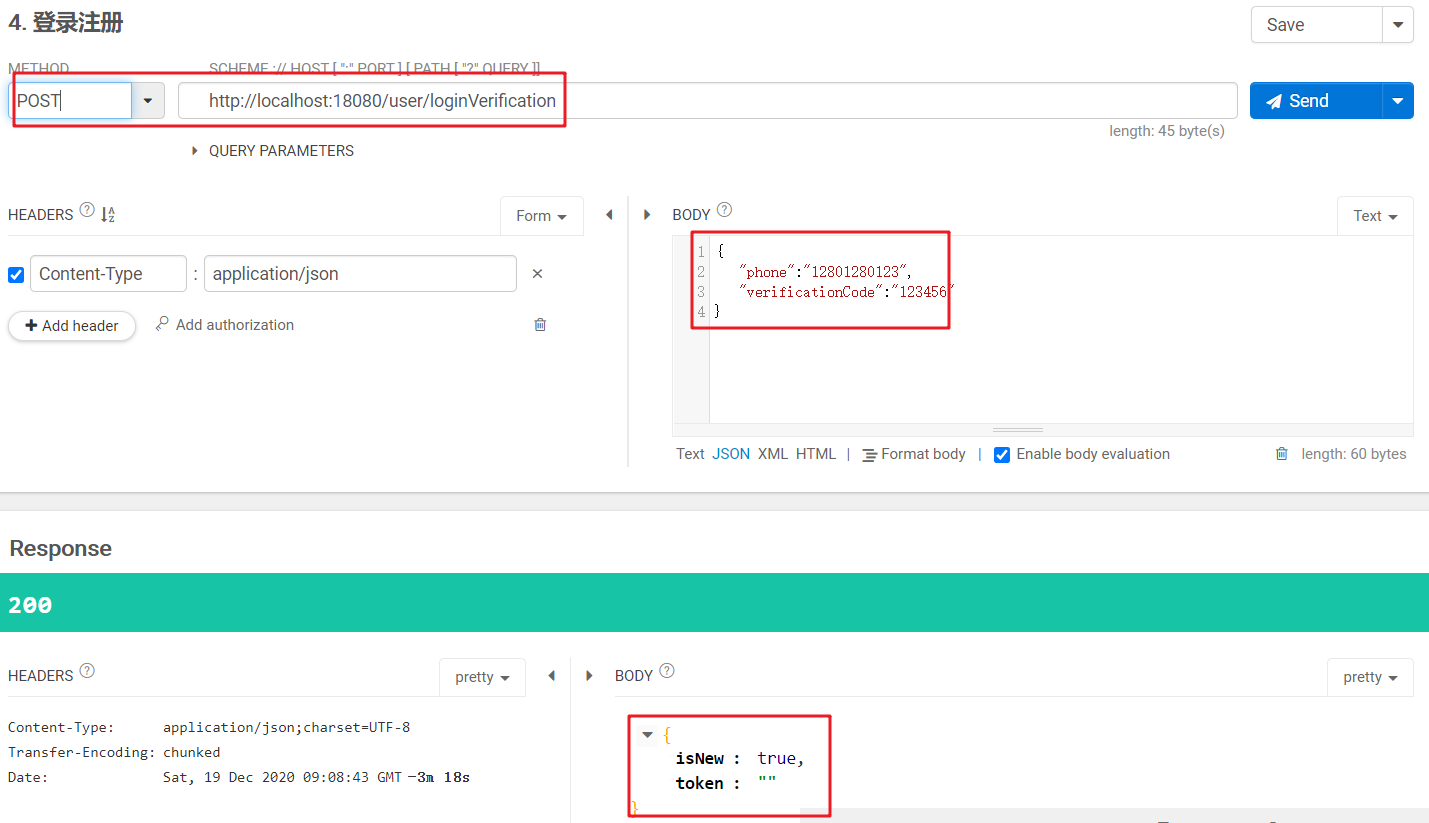 4. 登录注册
Save
METHOD
SCHEME :// HOST [ ":" PORT ] [ PATH [ "?" QUERY ]]
POST
http://localhost:18080/user/loginVerification
Send
length: 45 byte(s)
QUERY PARAMETERS
HEADERS ?
Form
BODY ?
Text
Content-Type : application/json
Add header
Add authorization
1 {
2 "phone":"12801280123",
3 "verificationCode":"123456"
4 }
Text JSON XML HTML | Format body | Enable body evaluation
length: 60 bytes
Response
200
HEADERS ?
pretty
BODY ?
pretty
Content-Type: application/json;charset=UTF-8
Transfer-Encoding: chunked
Date: Sat, 19 Dec 2020 09:08:43 GMT -3m 18s
{
isNew : true,
token : ""
}